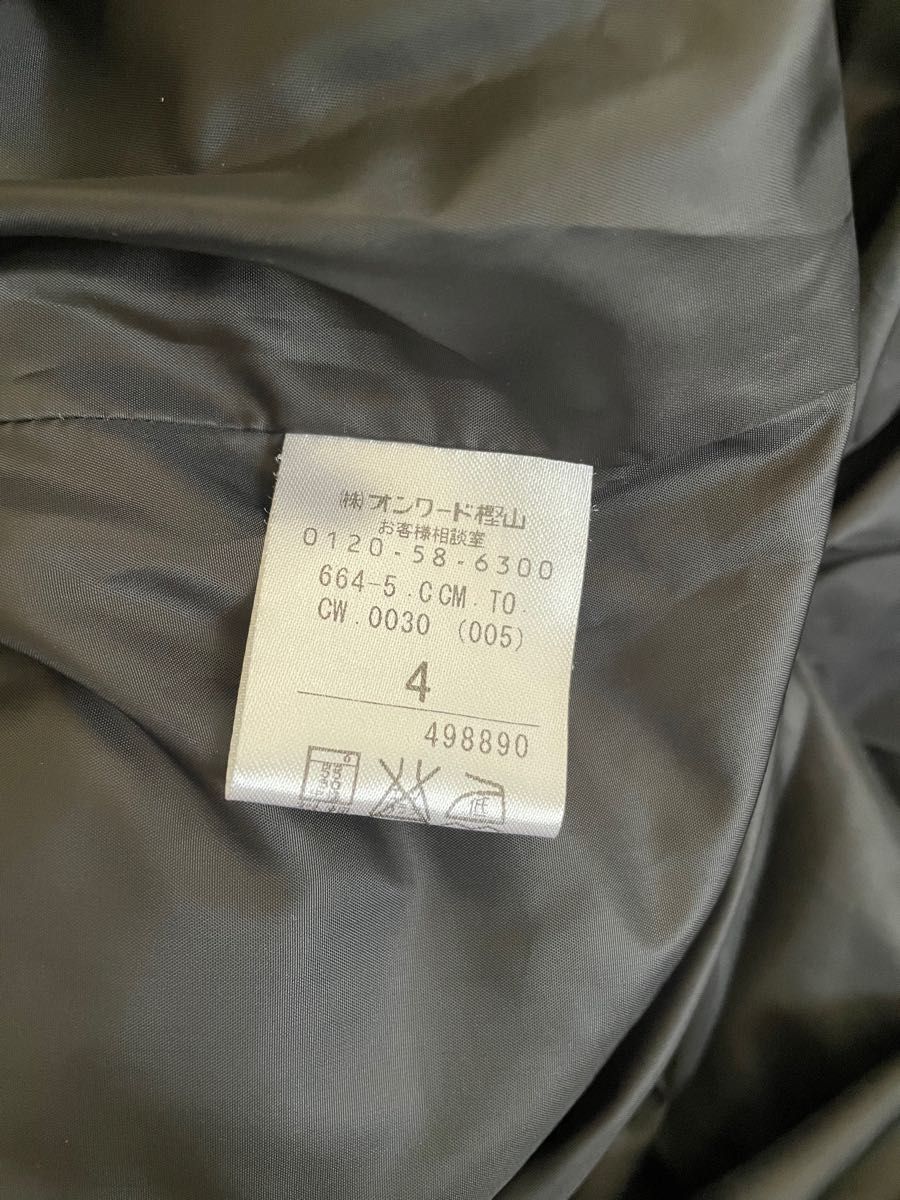 (株)オンワード樫山
お客様相談室
0120-58-6300
664-5.CCM.TO.
CW.0030 (005)
4
498890